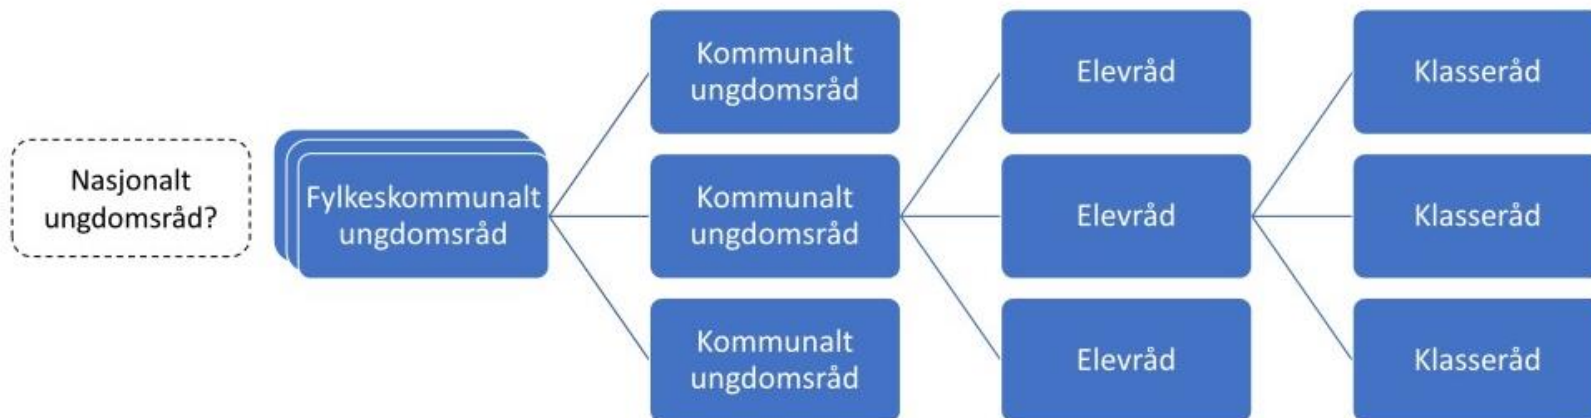 Nasjonalt
ungdomsråd?
Fylkeskommunalt
ungdomsråd
Kommunalt
ungdomsråd
Kommunalt
ungdomsråd
Kommunalt
ungdomsråd
Elevråd
Elevråd
Elevråd
Klasseråd
Klasseråd
Klasseråd